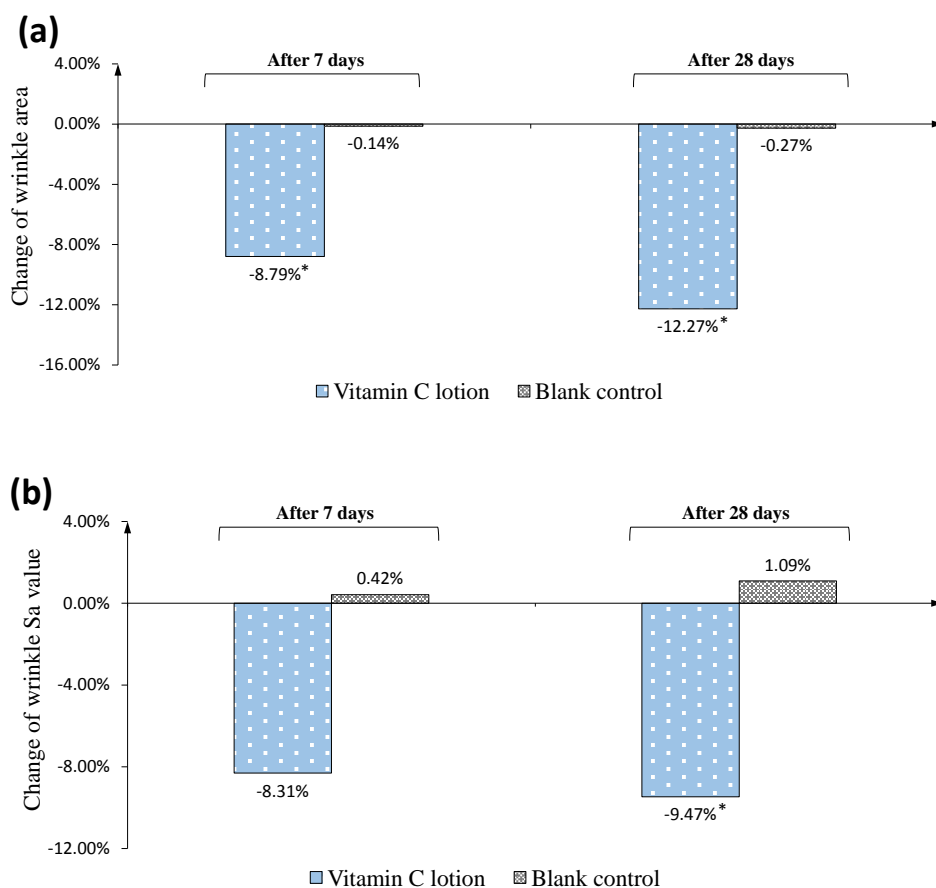 (a)
After 7 days
After 28 days
4.00%
0.00%
-4.00%
-8.00%
-12.00%
-16.00%
Change of wrinkle area
-0.14%
-0.27%
-8.79%*
-12.27%*
Vitamin C lotion
Blank control
(b)
After 7 days
After 28 days
4.00%
0.00%
-4.00%
-8.00%
-12.00%
Change of wrinkle Sa value
0.42%
1.09%
-8.31%
-9.47%*
Vitamin C lotion
Blank control